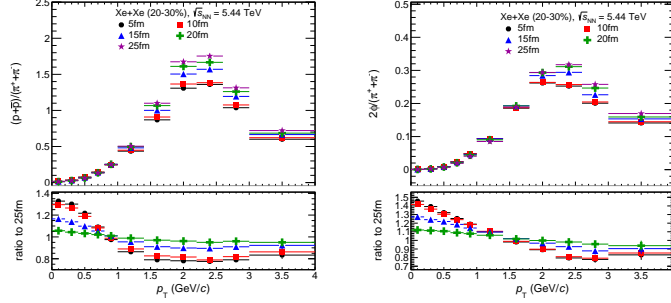 Xe+Xe (20-30%), √sNN = 5.44 TeV
5fm
10fm
15fm
20fm
25fm
(p+p̅)/(π⁺+π⁻)
2
1.5
1
0.5
0
ratio to 25fm
1.4
1.2
1.0
0.8
0 0.5 1 1.5 2 2.5 3 3.5 4
pT (GeV/c)
Xe+Xe (20-30%), √sNN = 5.44 TeV
5fm
10fm
15fm
20fm
25fm
2ϕ/(π⁺+π⁻)
0.5
0.4
0.3
0.2
0.1
0
ratio to 25fm
1.5
1.4
1.3
1.2
1.1
1.0
0.9
0.8
0.7
0 0.5 1 1.5 2 2.5 3 3.5 4
pT (GeV/c)